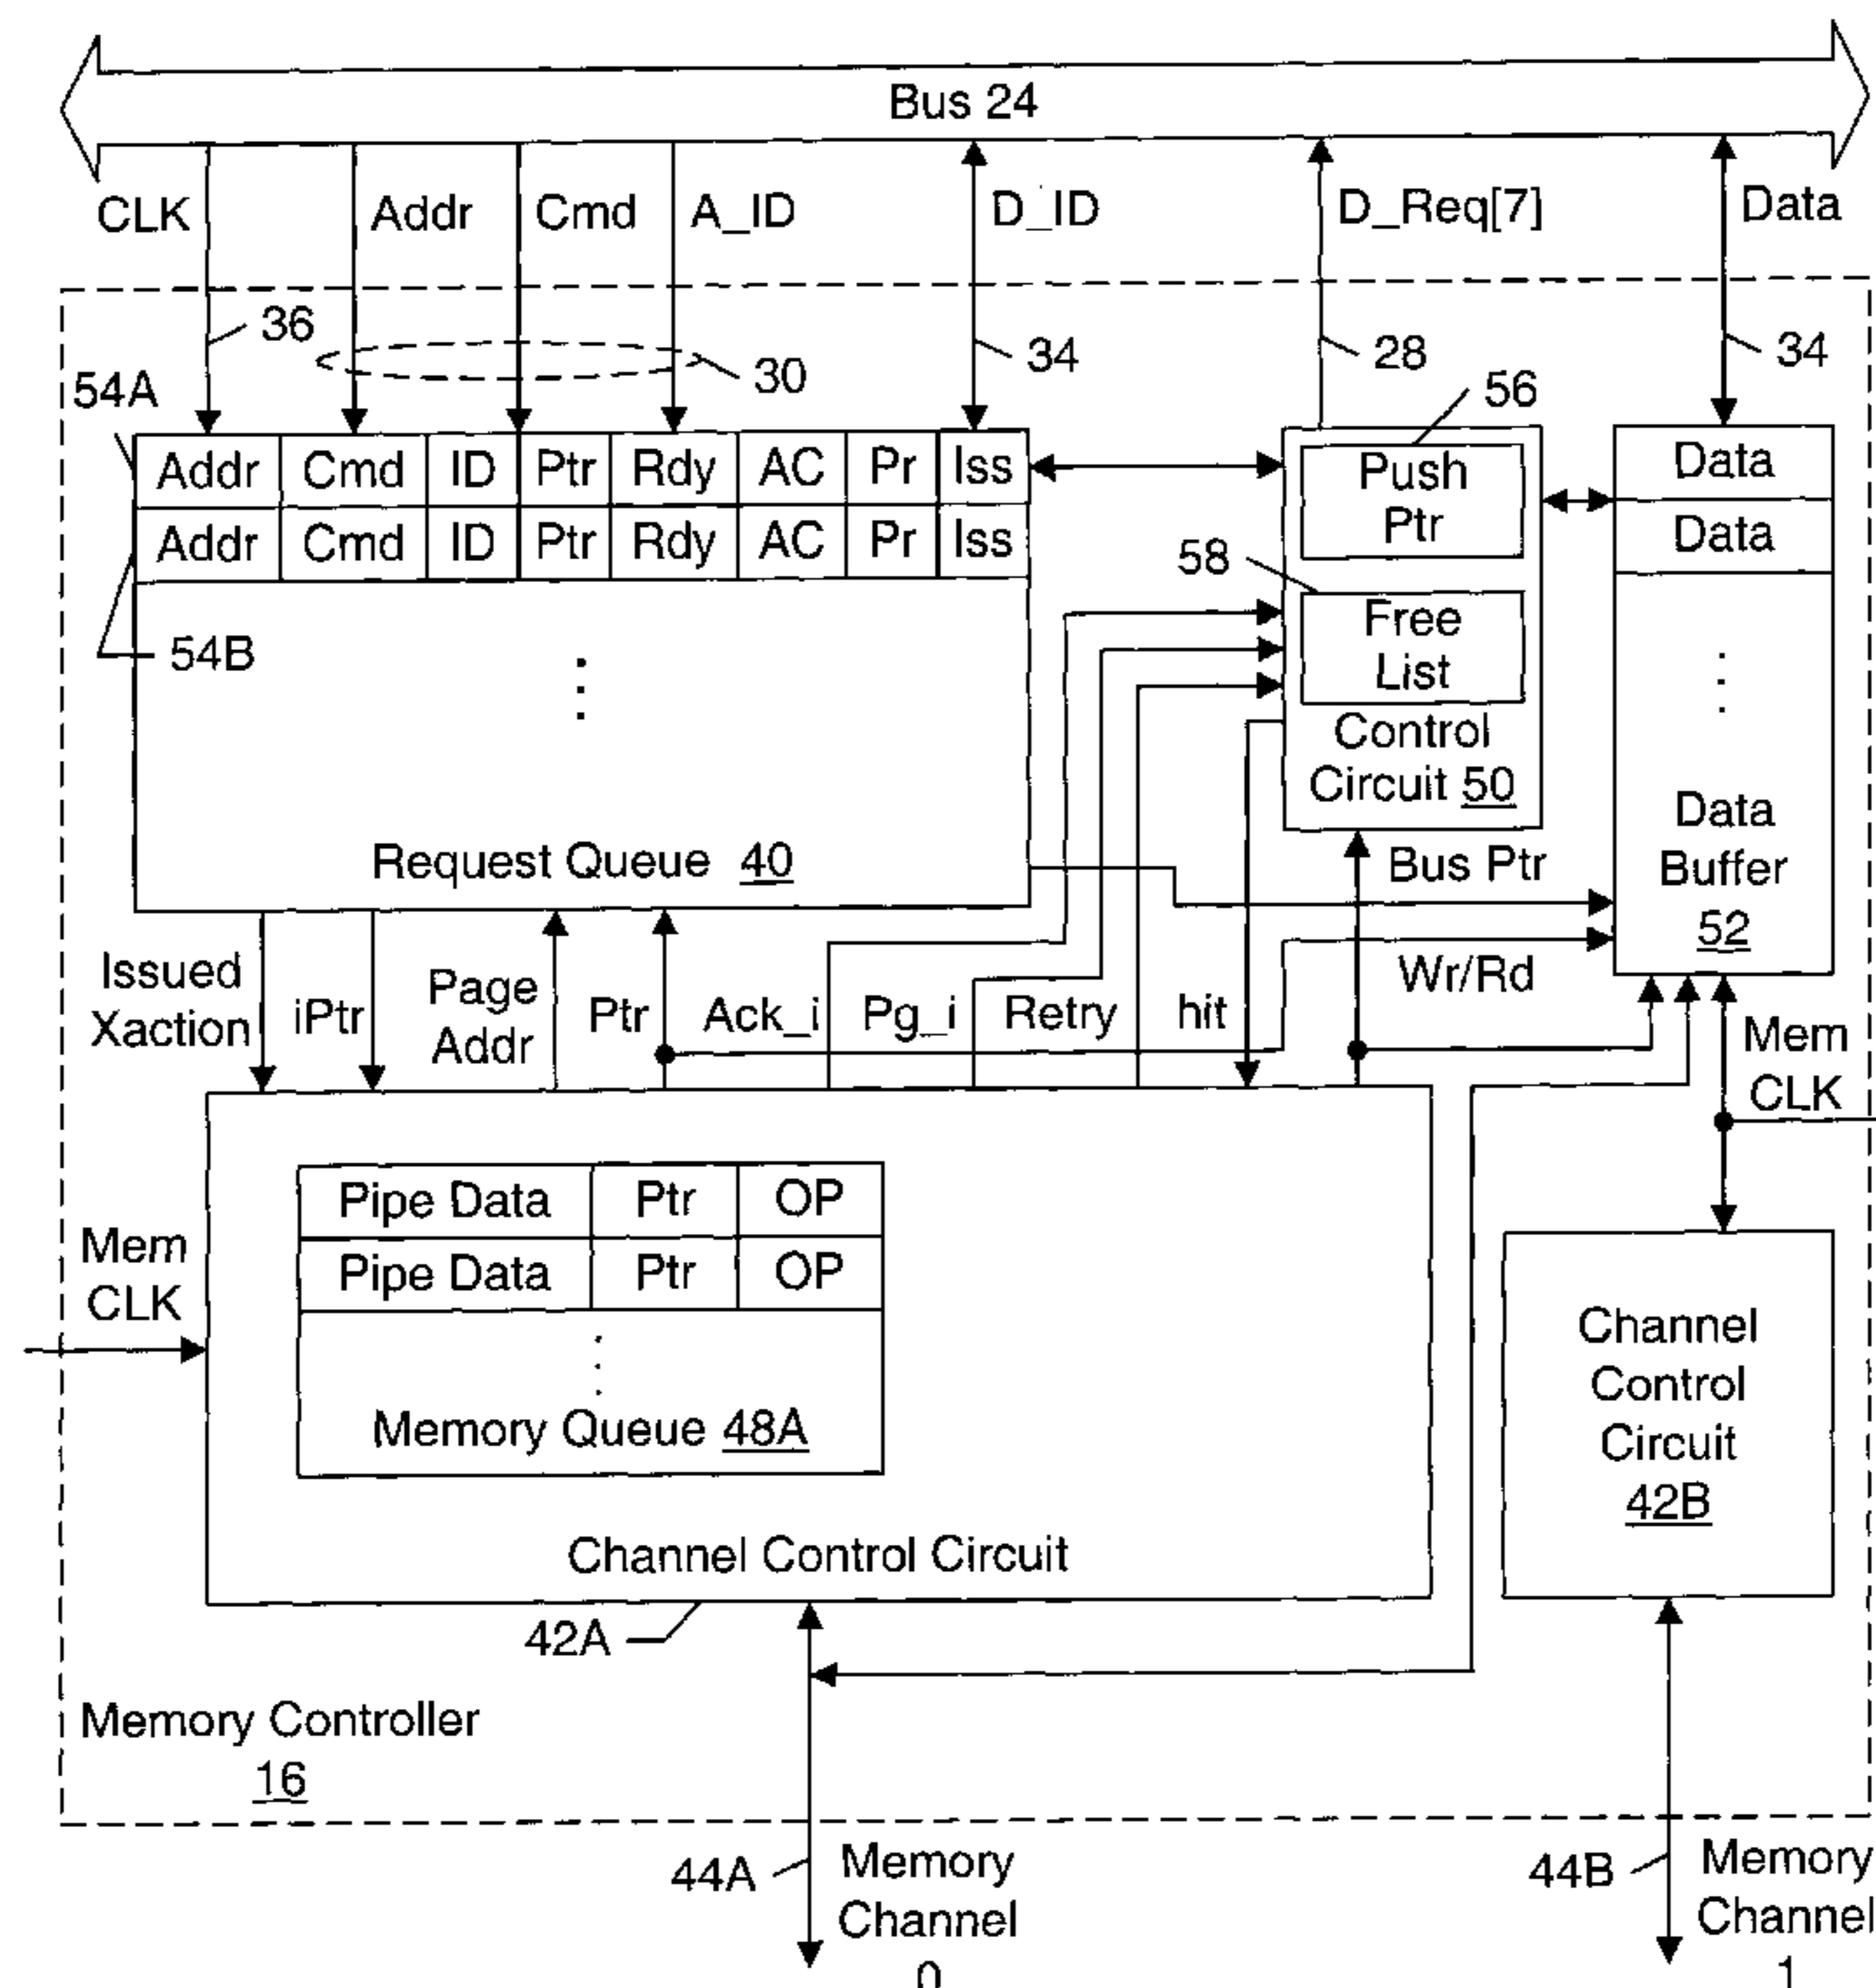 Bus 24
CLK
Addr
Cmd
A_ID
D_ID
D_Req[7]
Data
36
30
34
28
34
54A
56
Addr Cmd ID Ptr Rdy AC Pr Iss
Addr Cmd ID Ptr Rdy AC Pr Iss
54B
Request Queue 40
Push
Ptr
58
Free
List
Control
Circuit 50
Data
Data
Data
Buffer
52
Bus Ptr
Wr/Rd
Issued
Xaction
iPtr
Page
Addr
Ptr
Ack_i
Pg_i
Retry
hit
Mem
CLK
Mem
CLK
Pipe Data Ptr OP
Pipe Data Ptr OP
Memory Queue 48A
Channel Control Circuit
42A
Channel
Control
Circuit
42B
Memory Controller
16
44A
Memory
Channel
0
44B
Memory
Channel
1